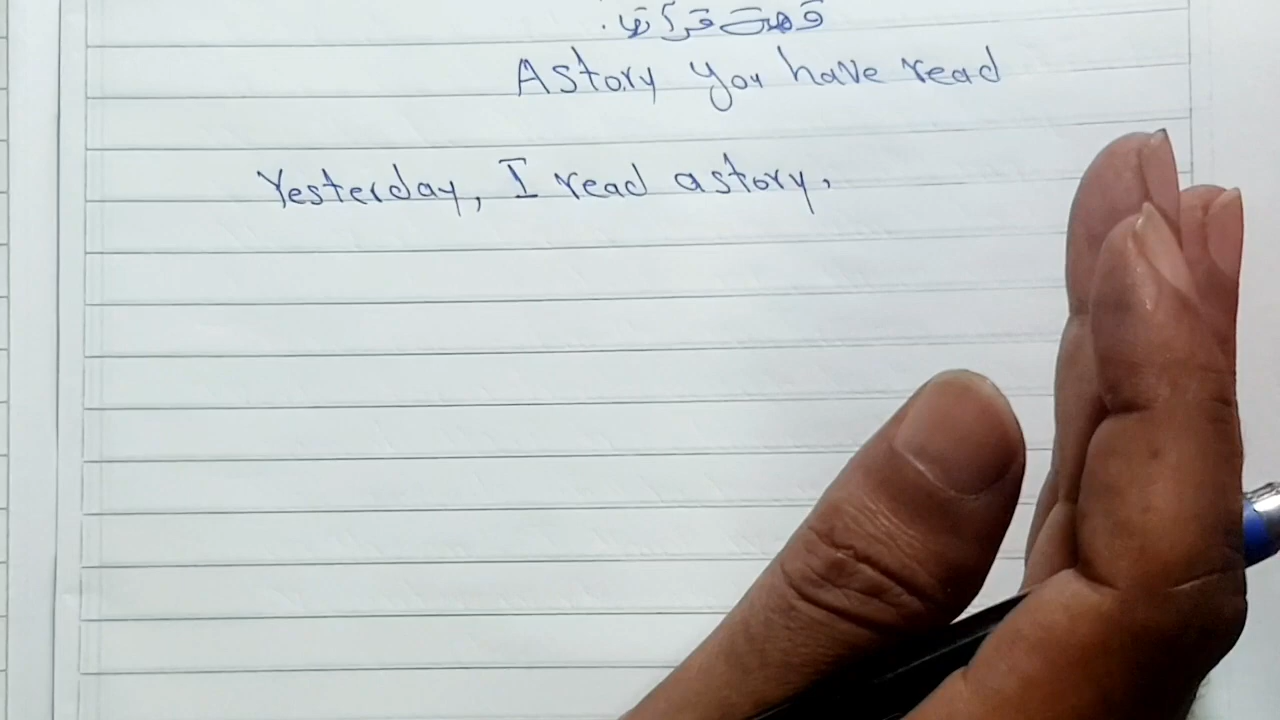 قصة قرأتها.
Astory you have read
Yesterday, I read astory,